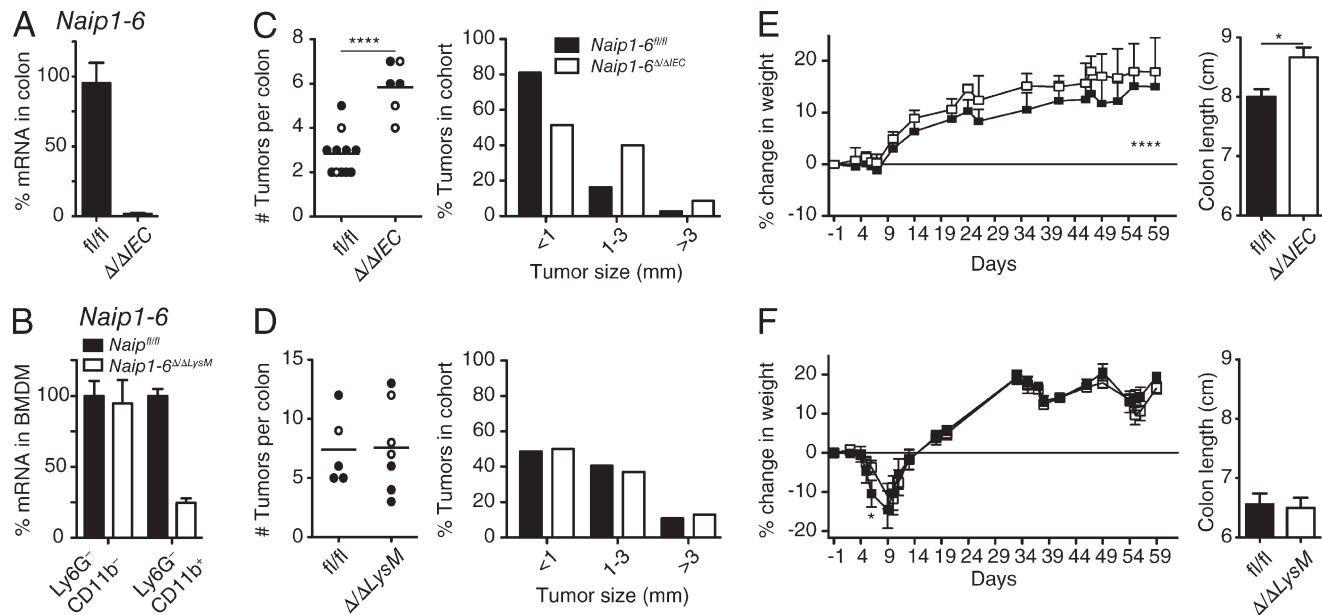 A
Naip1-6
% mRNA in colon
100
50
0
fl/fl
Δ/ΔIEC
B
Naip1-6
Naip^fl/fl
Naip1-6^Δ/ΔLysM
% mRNA in BMDM
100
50
0
Ly6G⁻
CD11b⁻
Ly6G⁻
CD11b⁺
C
# Tumors per colon
8
6
4
2
0
****
fl/fl
Δ/ΔIEC
% Tumors in cohort
100
80
60
40
20
0
Naip1-6^fl/fl
Naip1-6^Δ/ΔIEC
<1
1-3
>3
Tumor size (mm)
D
# Tumors per colon
15
10
5
0
fl/fl
Δ/ΔLysM
% Tumors in cohort
100
80
60
40
20
0
<1
1-3
>3
Tumor size (mm)
E
% change in weight
20
10
0
-10
****
-1 4 9 14 19 24 29 34 39 44 49 54 59
Days
Colon length (cm)
9
8
7
6
*
fl/fl
Δ/ΔIEC
F
% change in weight
20
10
0
-10
-20
*
-1 4 9 14 19 24 29 34 39 44 49 54 59
Days
Colon length (cm)
9
8
7
6
fl/fl
Δ/ΔLysM